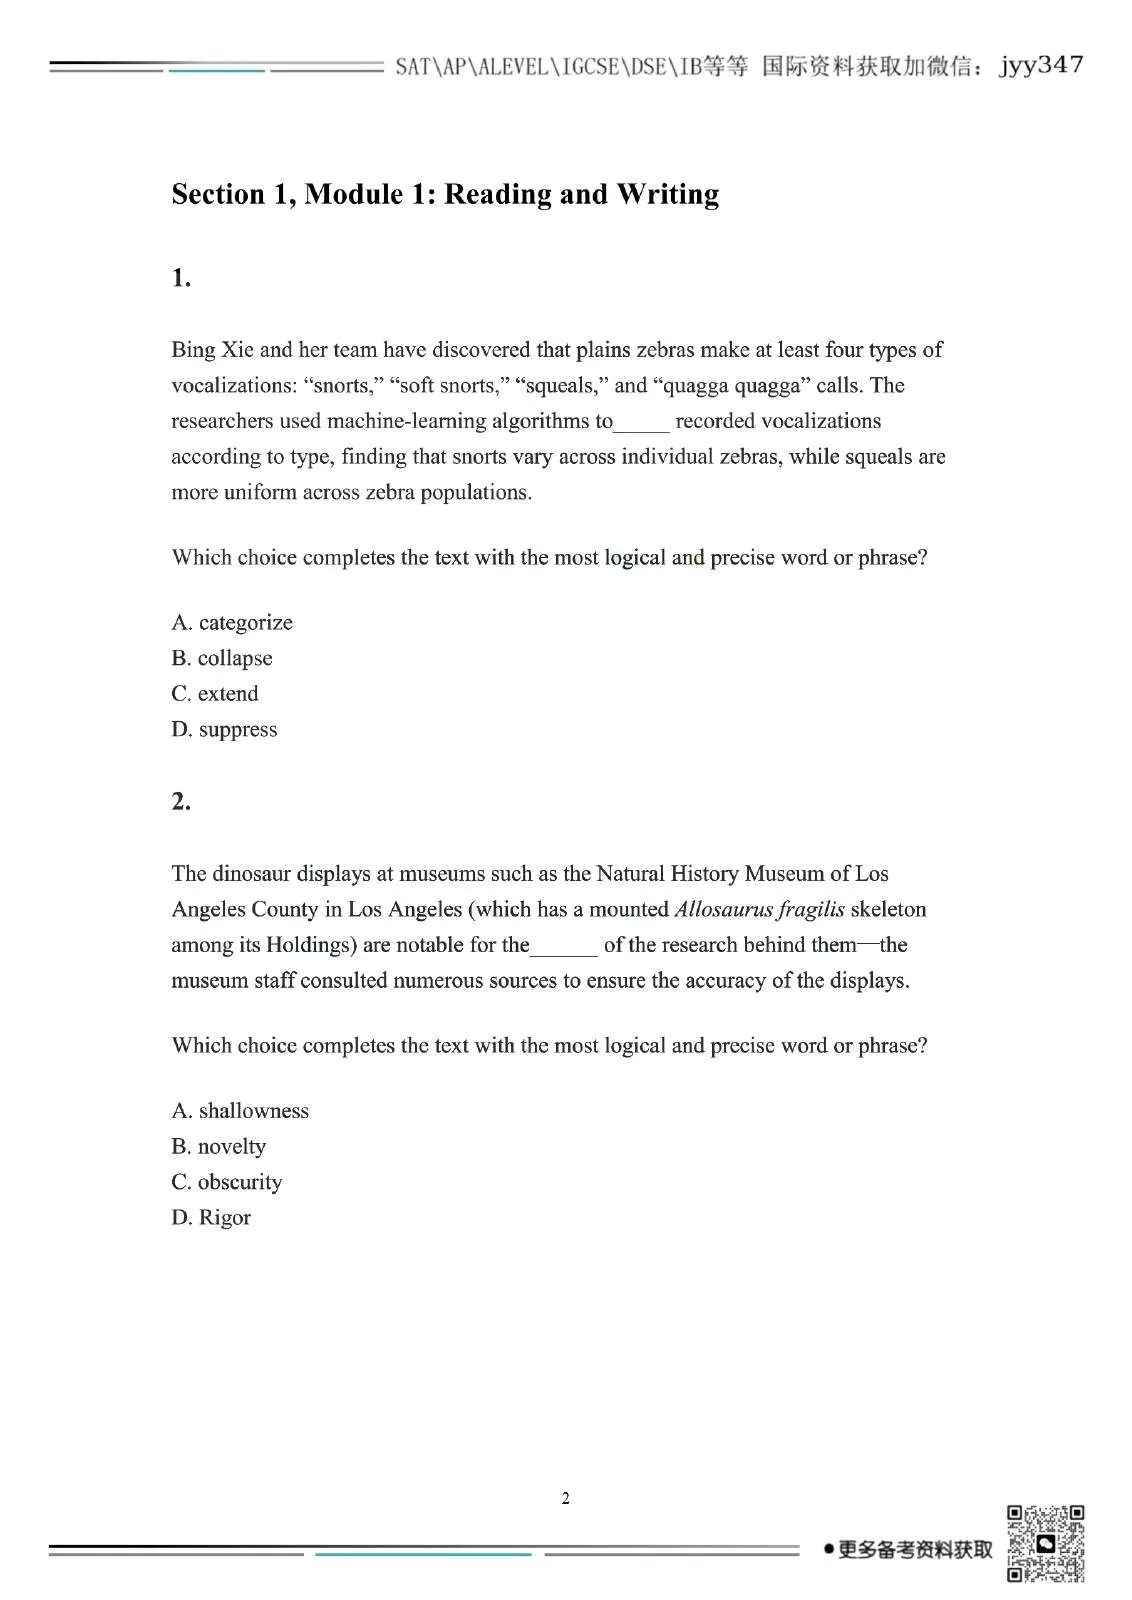 SAT\AP\ALEVEL\IGCSE\DSE\IB等等 国际资料获取加微信: jyy347
Section 1, Module 1: Reading and Writing
1.
Bing Xie and her team have discovered that plains zebras make at least four types of
vocalizations: “snorts,” “soft snorts,” “squeals,” and “quagga quagga” calls. The
researchers used machine-learning algorithms to_____ recorded vocalizations
according to type, finding that snorts vary across individual zebras, while squeals are
more uniform across zebra populations.
Which choice completes the text with the most logical and precise word or phrase?
A. categorize
B. collapse
C. extend
D. suppress
2.
The dinosaur displays at museums such as the Natural History Museum of Los
Angeles County in Los Angeles (which has a mounted Allosaurus fragilis skeleton
among its Holdings) are notable for the______ of the research behind them—the
museum staff consulted numerous sources to ensure the accuracy of the displays.
Which choice completes the text with the most logical and precise word or phrase?
A. shallowness
B. novelty
C. obscurity
D. Rigor
2
●更多备考资料获取